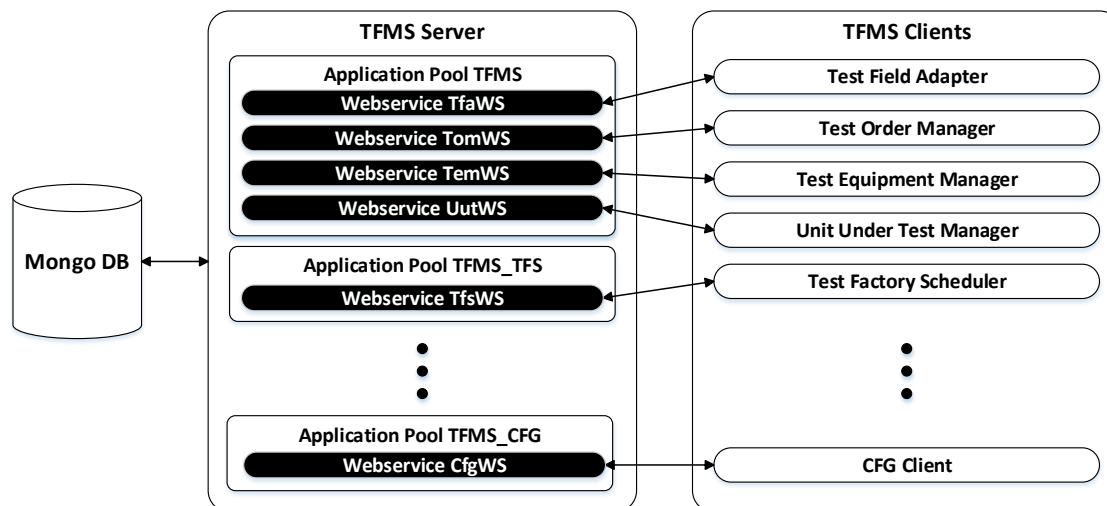 TFMS Server
Application Pool TFMS
Webservice TfaWS
Webservice TomWS
Webservice TemWS
Webservice UutWS
Application Pool TFMS_TFS
Webservice TfsWS
Application Pool TFMS_CFG
Webservice CfgWS
TFMS Clients
Test Field Adapter
Test Order Manager
Test Equipment Manager
Unit Under Test Manager
Test Factory Scheduler
CFG Client
Mongo DB